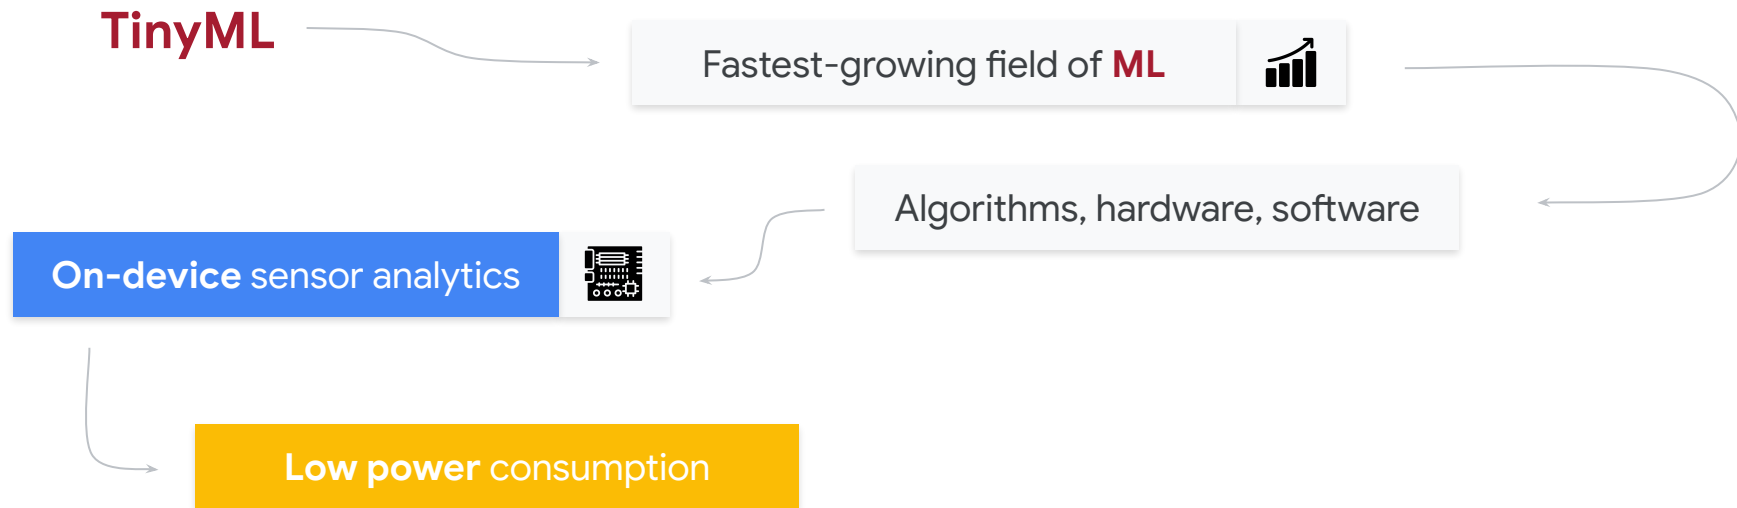 TinyML
Fastest-growing field of ML
Algorithms, hardware, software
On-device sensor analytics
Low power consumption